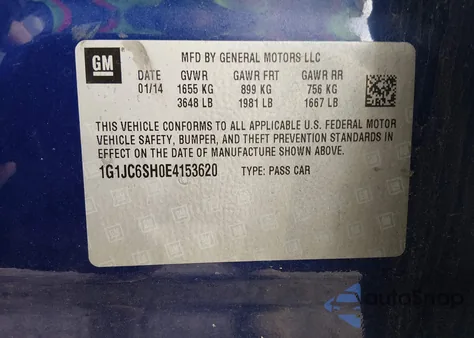 GM
MFD BY GENERAL MOTORS LLC
DATE GVWR GAWR FRT GAWR RR
01/14 1655 KG 899 KG 756 KG
3648 LB 1981 LB 1667 LB
THIS VEHICLE CONFORMS TO ALL APPLICABLE U.S. FEDERAL MOTOR
VEHICLE SAFETY, BUMPER, AND THEFT PREVENTION STANDARDS IN
EFFECT ON THE DATE OF MANUFACTURE SHOWN ABOVE.
1G1JC6SH0E4153620 TYPE: PASS CAR
autoSnap